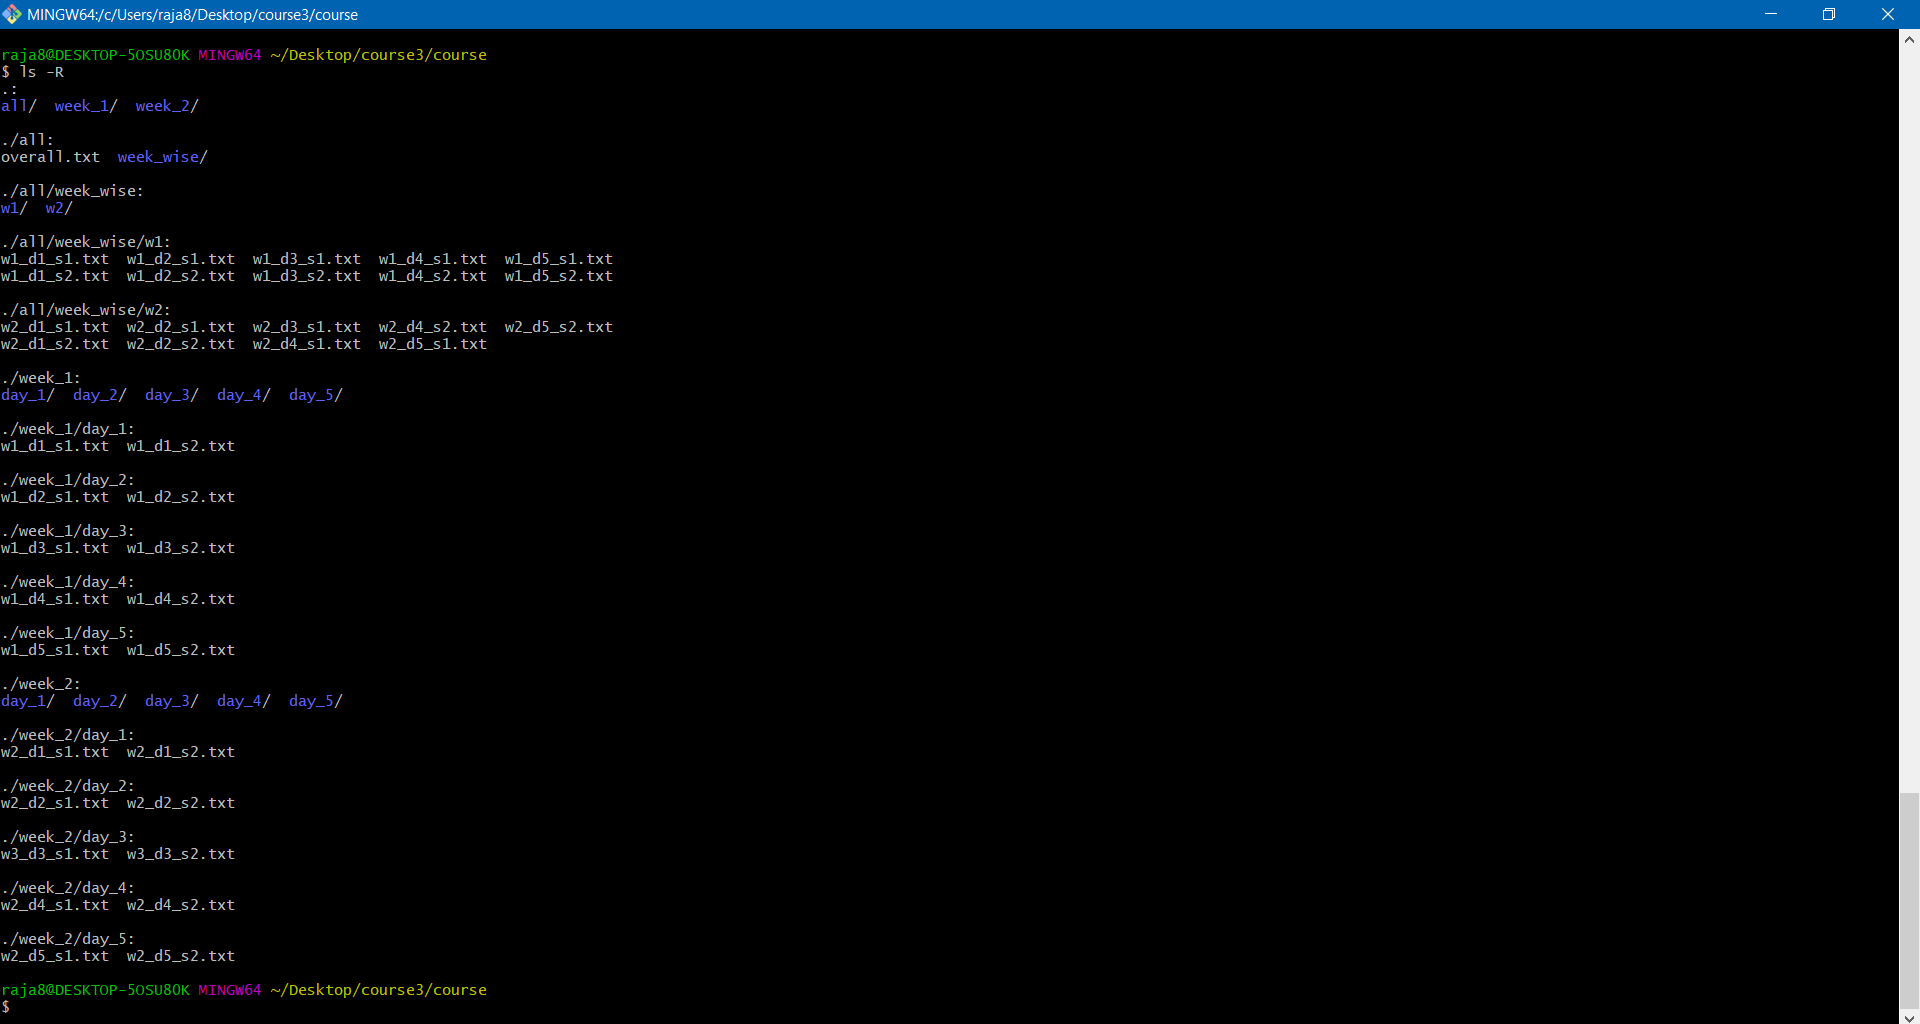 MINGW64:/c/Users/raja8/Desktop/course3/course
raja8@DESKTOP-5OSU8OK MINGW64 ~/Desktop/course3/course
$ ls -R
.:
all/  week_1/  week_2/
./all:
overall.txt  week_wise/
./all/week_wise:
w1/  w2/
./all/week_wise/w1:
w1_d1_s1.txt  w1_d2_s1.txt  w1_d3_s1.txt  w1_d4_s1.txt  w1_d5_s1.txt
w1_d1_s2.txt  w1_d2_s2.txt  w1_d3_s2.txt  w1_d4_s2.txt  w1_d5_s2.txt
./all/week_wise/w2:
w2_d1_s1.txt  w2_d2_s1.txt  w2_d3_s1.txt  w2_d4_s2.txt  w2_d5_s2.txt
w2_d1_s2.txt  w2_d2_s2.txt  w2_d4_s1.txt  w2_d5_s1.txt
./week_1:
day_1/  day_2/  day_3/  day_4/  day_5/
./week_1/day_1:
w1_d1_s1.txt  w1_d1_s2.txt
./week_1/day_2:
w1_d2_s1.txt  w1_d2_s2.txt
./week_1/day_3:
w1_d3_s1.txt  w1_d3_s2.txt
./week_1/day_4:
w1_d4_s1.txt  w1_d4_s2.txt
./week_1/day_5:
w1_d5_s1.txt  w1_d5_s2.txt
./week_2:
day_1/  day_2/  day_3/  day_4/  day_5/
./week_2/day_1:
w2_d1_s1.txt  w2_d1_s2.txt
./week_2/day_2:
w2_d2_s1.txt  w2_d2_s2.txt
./week_2/day_3:
w3_d3_s1.txt  w3_d3_s2.txt
./week_2/day_4:
w2_d4_s1.txt  w2_d4_s2.txt
./week_2/day_5:
w2_d5_s1.txt  w2_d5_s2.txt
raja8@DESKTOP-5OSU8OK MINGW64 ~/Desktop/course3/course
$